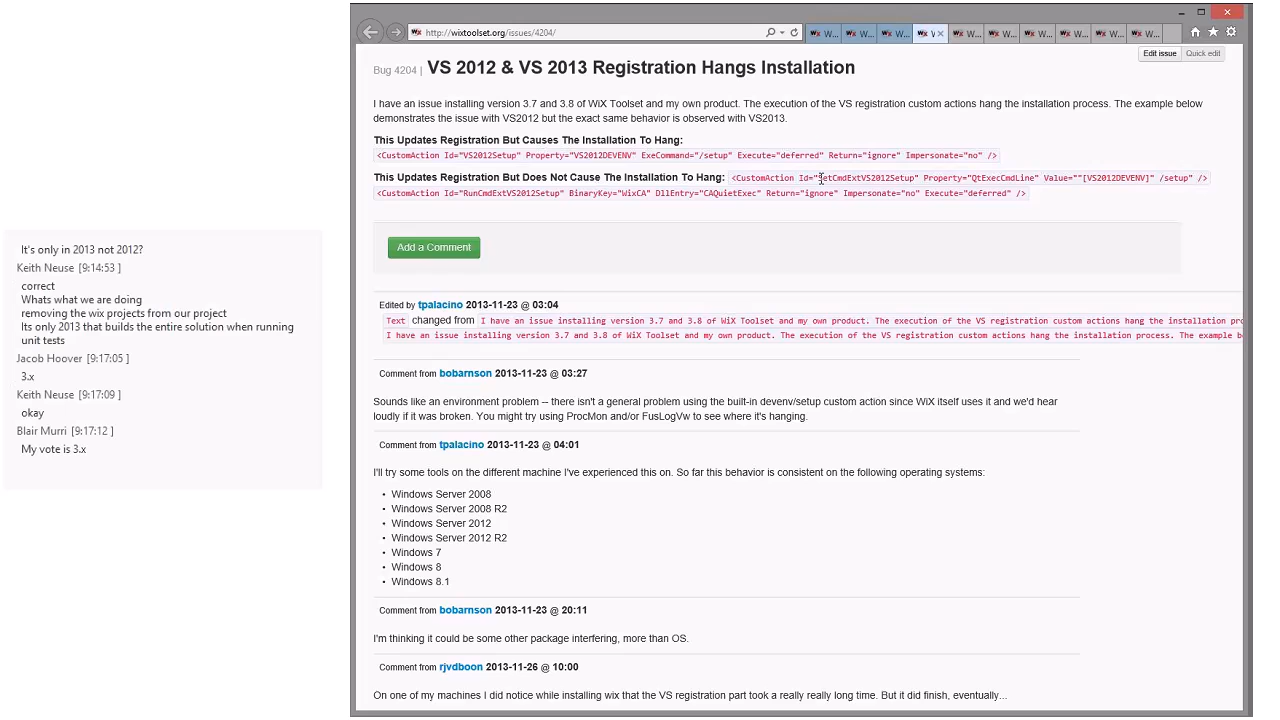 It's only in 2013 not 2012?
Keith Neuse [9:14:53 ]
correct
Whats what we are doing
removing the wix projects from our project
Its only 2013 that builds the entire solution when running
unit tests
Jacob Hoover [9:17:05 ]
3.x
Keith Neuse [9:17:09 ]
okay
Blair Murri [9:17:12 ]
My vote is 3.x
http://wixtoolset.org/issues/4204/
W... W... W... W... W... W... W... W... W...
Edit issue Quick edit
Bug 4204 | VS 2012 & VS 2013 Registration Hangs Installation
I have an issue installing version 3.7 and 3.8 of WiX Toolset and my own product. The execution of the VS registration custom actions hang the installation process. The example below
demonstrates the issue with VS2012 but the exact same behavior is observed with VS2013.
This Updates Registration But Causes The Installation To Hang:
<CustomAction Id="VS2012Setup" Property="VS2012DEVENV" ExeCommand="/setup" Execute="deferred" Return="ignore" Impersonate="no" />
This Updates Registration But Does Not Cause The Installation To Hang: <CustomAction Id="SetCmdExtVS2012Setup" Property="QtExecCmdLine" Value=""[VS2012DEVENV]" /setup" />
<CustomAction Id="RunCmdExtVS2012Setup" BinaryKey="WixCA" DllEntry="CAQuietExec" Return="ignore" Impersonate="no" Execute="deferred" />
Add a Comment
Edited by tpalacino 2013-11-23 @ 03:04
Text changed from I have an issue installing version 3.7 and 3.8 of WiX Toolset and my own product. The execution of the VS registration custom actions hang the installation pro
I have an issue installing version 3.7 and 3.8 of WiX Toolset and my own product. The execution of the VS registration custom actions hang the installation process. The example b
Comment from bobarnson 2013-11-23 @ 03:27
Sounds like an environment problem -- there isn't a general problem using the built-in devenv/setup custom action since WiX itself uses it and we'd hear
loudly if it was broken. You might try using ProcMon and/or FusLogVw to see where it's hanging.
Comment from tpalacino 2013-11-23 @ 04:01
I'll try some tools on the different machine I've experienced this on. So far this behavior is consistent on the following operating systems:
• Windows Server 2008
• Windows Server 2008 R2
• Windows Server 2012
• Windows Server 2012 R2
• Windows 7
• Windows 8
• Windows 8.1
Comment from bobarnson 2013-11-23 @ 20:11
I'm thinking it could be some other package interfering, more than OS.
Comment from rjvdboon 2013-11-26 @ 10:00
On one of my machines I did notice while installing wix that the VS registration part took a really really long time. But it did finish, eventually...